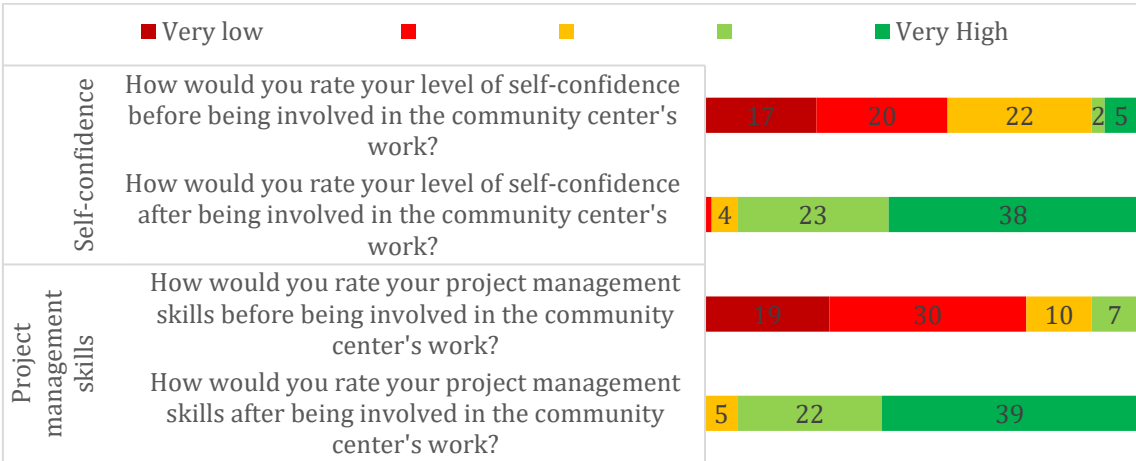 Very low
Very High
Self-confidence
How would you rate your level of self-confidence
before being involved in the community center's
work?
17 20 22 2 5
How would you rate your level of self-confidence
after being involved in the community center's
work?
4 23 38
Project
management
skills
How would you rate your project management
skills before being involved in the community
center's work?
19 30 10 7
How would you rate your project management
skills after being involved in the community
center's work?
5 22 39